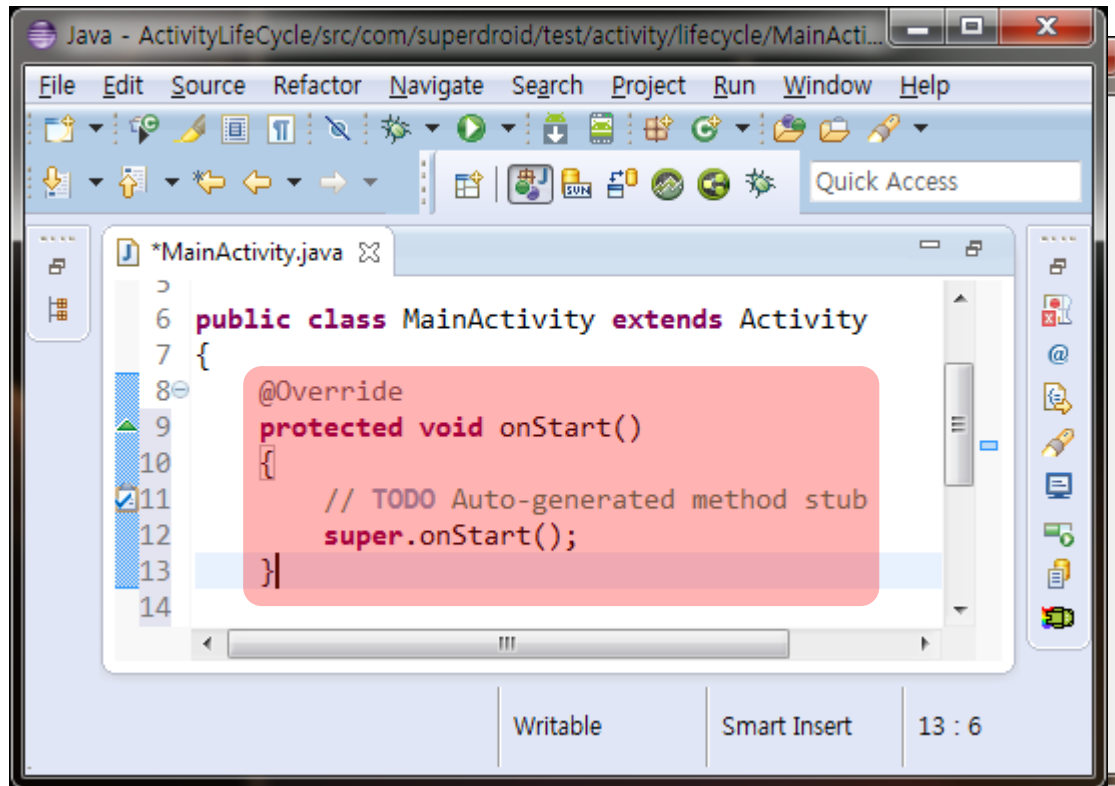 Java - ActivityLifeCycle/src/com/superdroid/test/activity/lifecycle/MainActi...
File Edit Source Refactor Navigate Search Project Run Window Help
Quick Access
*MainActivity.java
5
6 public class MainActivity extends Activity
7 {
8 @Override
9 protected void onStart()
10 {
11 // TODO Auto-generated method stub
12 super.onStart();
13 }
14
Writable Smart Insert 13 : 6